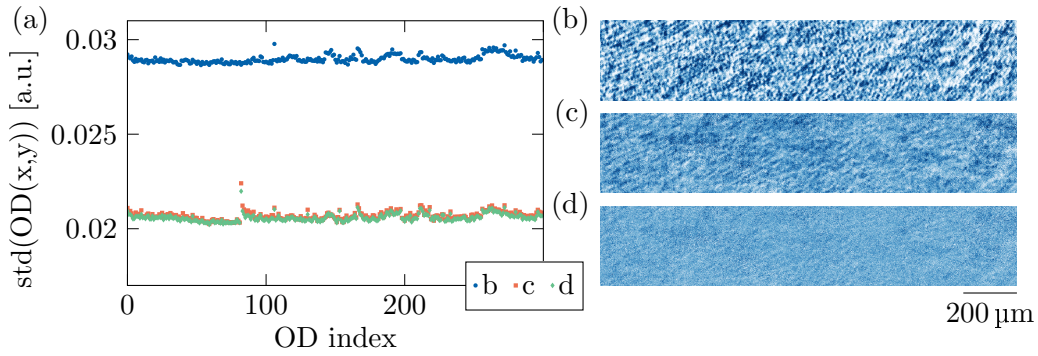 (a)
0.03
0.025
0.02
std(OD(x,y)) [a.u.]
0
100
200
OD index
b
c
d
(b)
(c)
(d)
200 µm